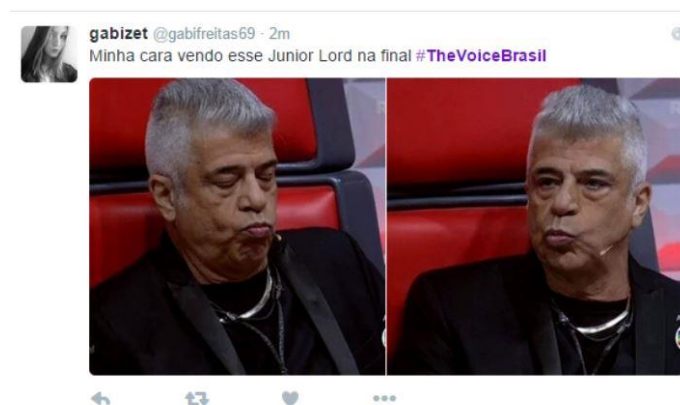 gabizet @gabifreitas69 · 2m
Minha cara vendo esse Junior Lord na final #TheVoiceBrasil